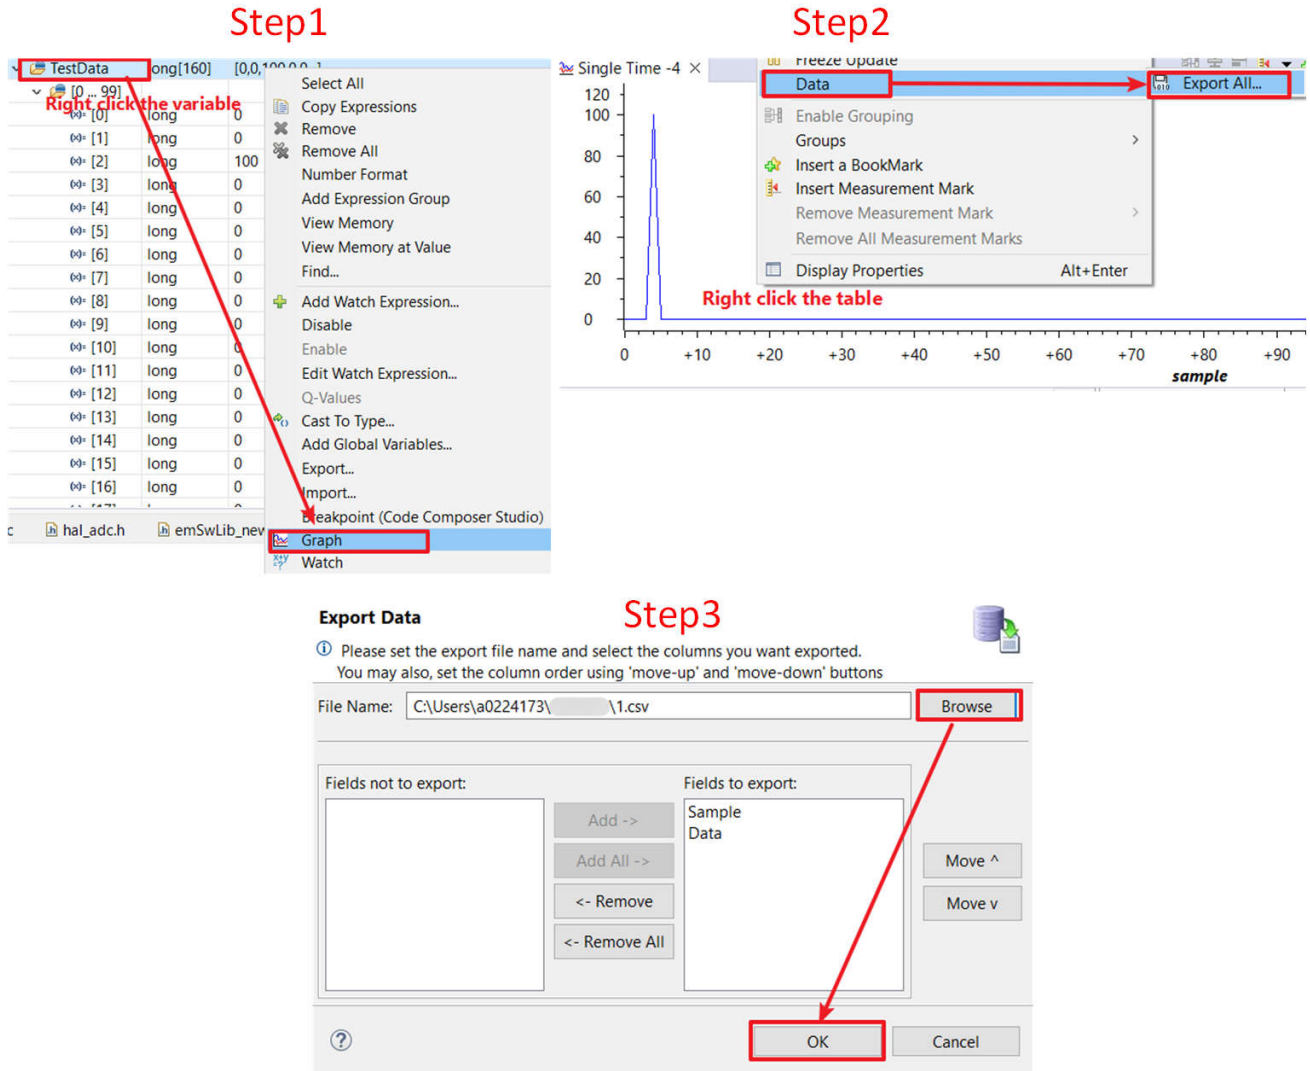 Step1
TestData long[160] [0,0,100,0,0...]
[0 ... 99]
Right click the variable
(x)= [0] long 0
(x)= [1] long 0
(x)= [2] long 100
(x)= [3] long 0
(x)= [4] long 0
(x)= [5] long 0
(x)= [6] long 0
(x)= [7] long 0
(x)= [8] long 0
(x)= [9] long 0
(x)= [10] long 0
(x)= [11] long 0
(x)= [12] long 0
(x)= [13] long 0
(x)= [14] long 0
(x)= [15] long 0
(x)= [16] long 0
c hal_adc.h emSwLib_new
Select All
Copy Expressions
Remove
Remove All
Number Format
Add Expression Group
View Memory
View Memory at Value
Find...
Add Watch Expression...
Disable
Enable
Edit Watch Expression...
Q-Values
Cast To Type...
Add Global Variables...
Export...
Import...
Breakpoint (Code Composer Studio)
Graph
x+y
=?
Watch
Step2
Single Time -4
Freeze Update
Data
Export All...
Enable Grouping
Groups
Insert a BookMark
Insert Measurement Mark
Remove Measurement Mark
Remove All Measurement Marks
Display Properties Alt+Enter
Right click the table
120
100
80
60
40
20
0
0 +10 +20 +30 +40 +50 +60 +70 +80 +90
sample
Step3
Export Data
Please set the export file name and select the columns you want exported.
You may also, set the column order using 'move-up' and 'move-down' buttons
File Name: C:\Users\a0224173\ \1.csv Browse
Fields not to export:
Add ->
Add All ->
<- Remove
<- Remove All
Fields to export:
Sample
Data
Move ^
Move v
?
OK Cancel